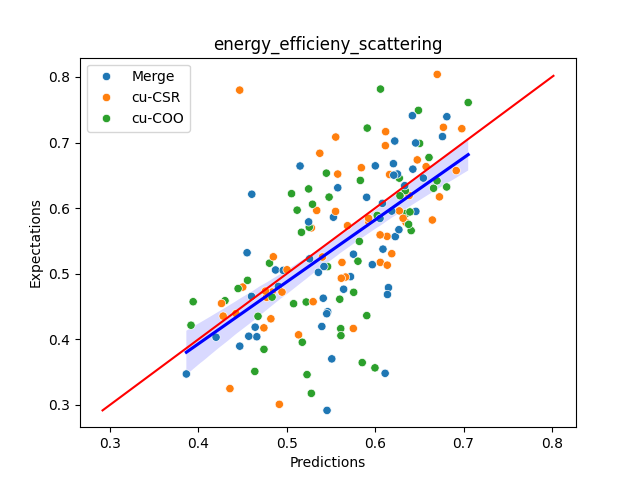 energy_efficieny_scattering
Merge
cu-CSR
cu-COO
Expectations
0.8
0.7
0.6
0.5
0.4
0.3
0.3 0.4 0.5 0.6 0.7 0.8
Predictions